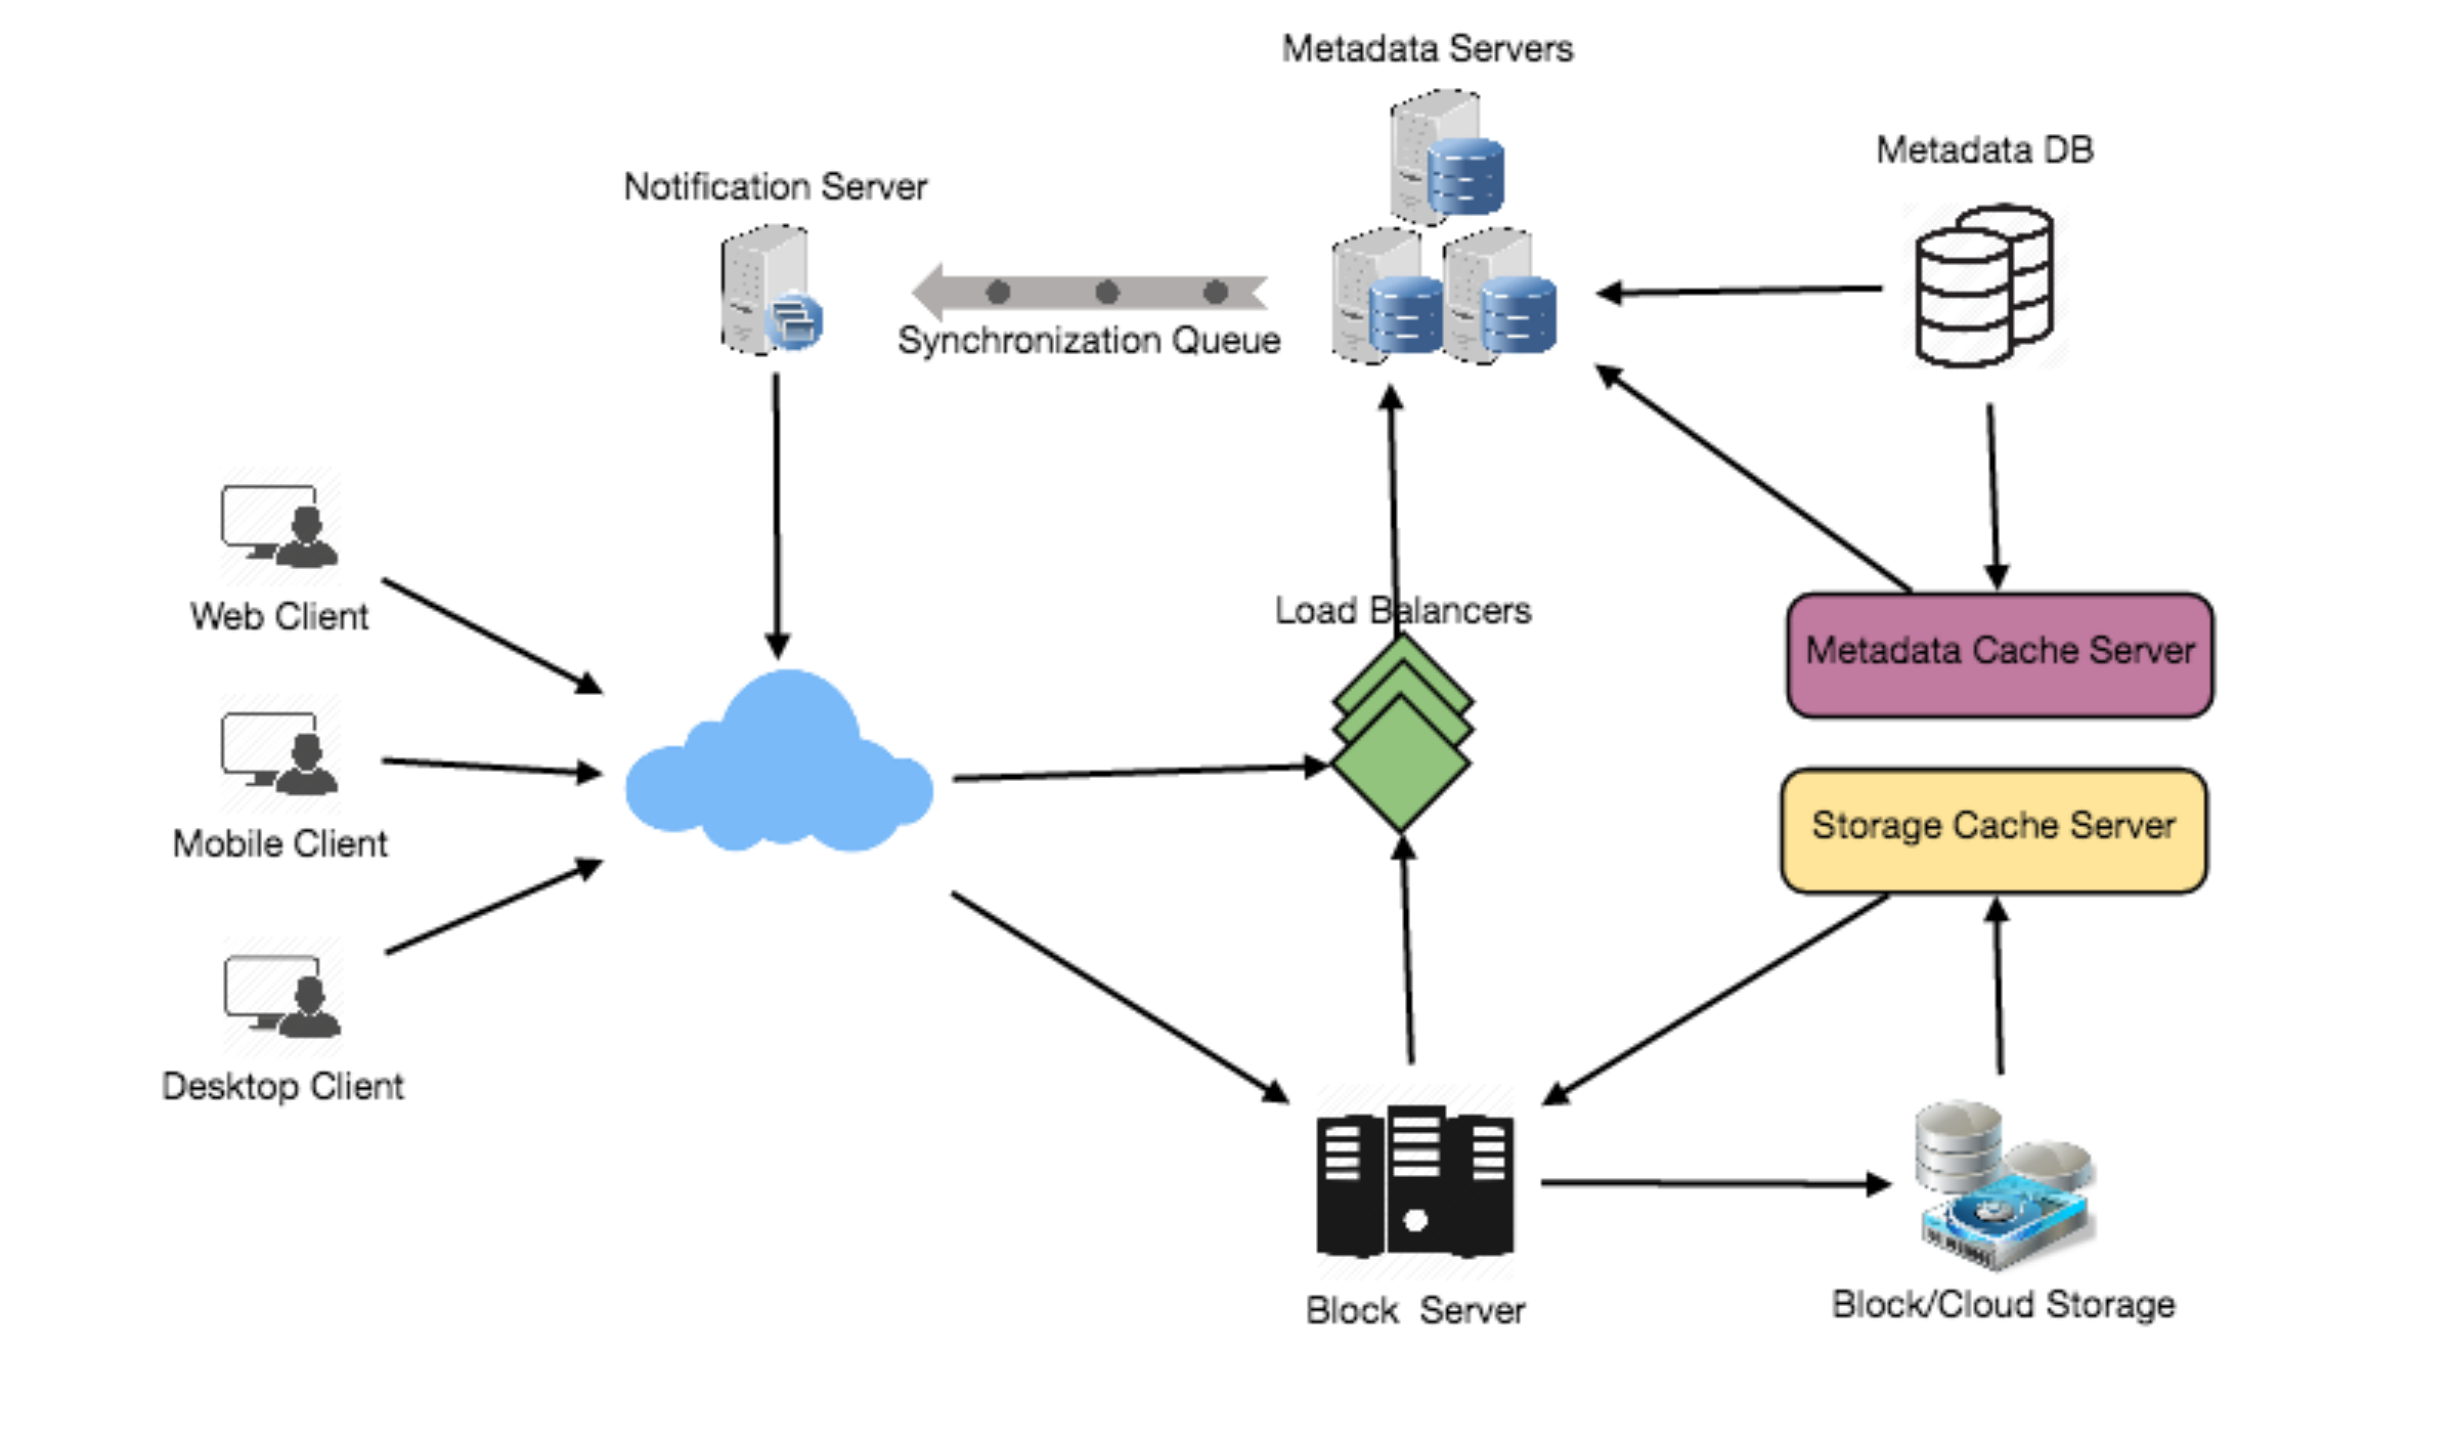 Metadata Servers
Metadata DB
Notification Server
Synchronization Queue
Web Client
Load Balancers
Metadata Cache Server
Storage Cache Server
Mobile Client
Desktop Client
Block  Server
Block/Cloud Storage